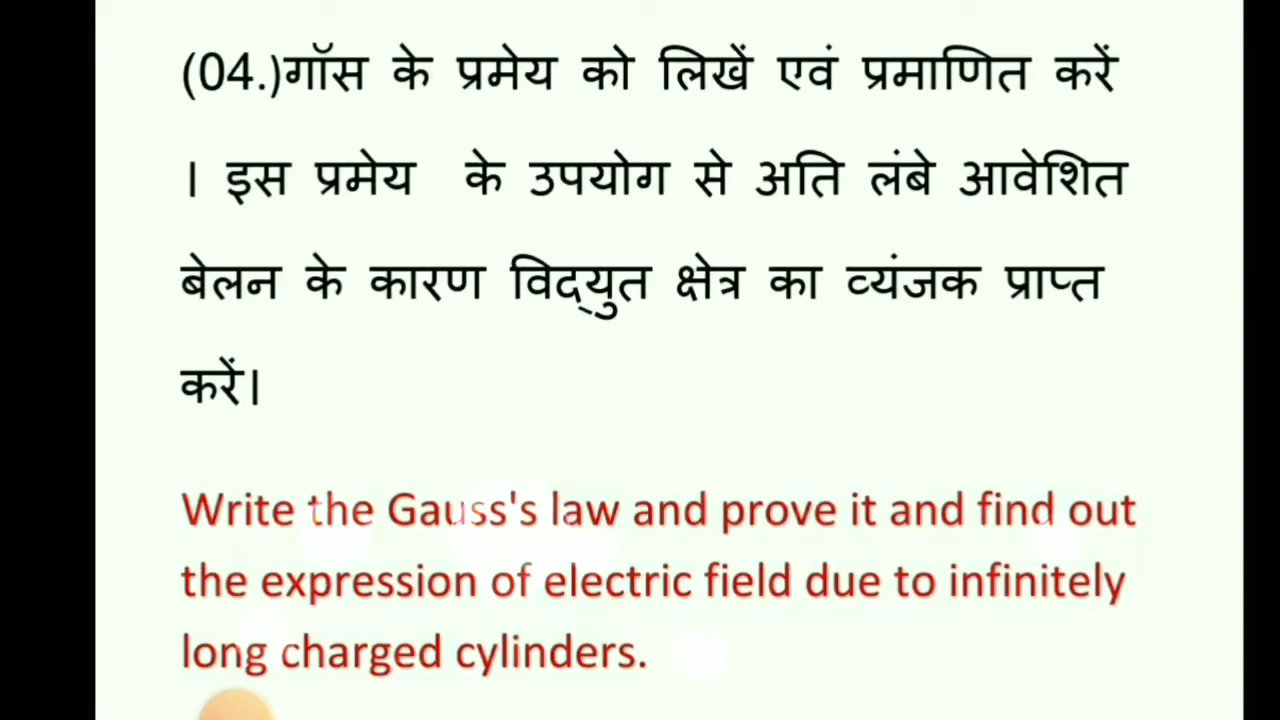 (04.)गॉस के प्रमेय को लिखें एवं प्रमाणित करें
। इस प्रमेय के उपयोग से अति लंबे आवेशित
बेलन के कारण विद्‌युत क्षेत्र का व्यंजक प्राप्त
करें।
Write the Gauss's law and prove it and find out
the expression of electric field due to infinitely
long charged cylinders.